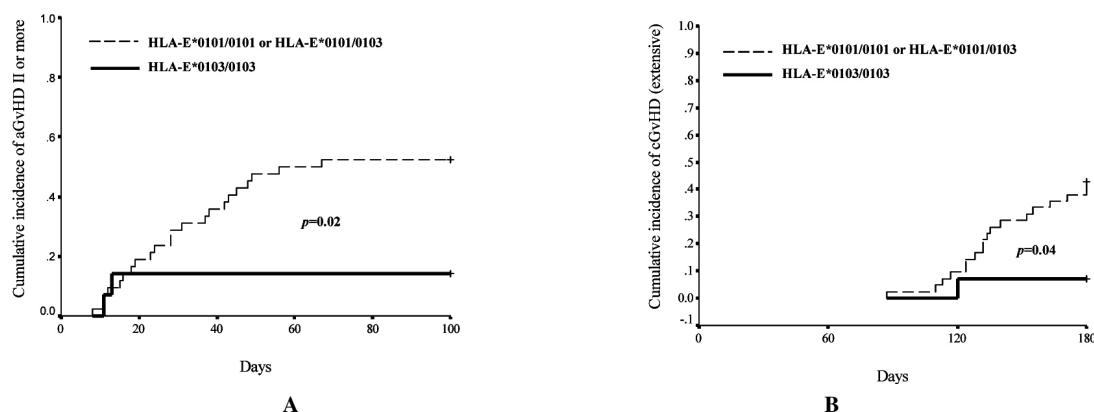 Cumulative incidence of aGvHD II or more
1.0
.8
.6
.4
.2
0.0
0
20
40
60
80
100
Days
HLA-E*0101/0101 or HLA-E*0101/0103
HLA-E*0103/0103
p=0.02
A
Cumulative incidence of cGvHD (extensive)
1.0
.9
.8
.7
.6
.5
.4
.3
.2
.1
0.0
-.1
0
60
120
180
Days
HLA-E*0101/0101 or HLA-E*0101/0103
HLA-E*0103/0103
p=0.04
B